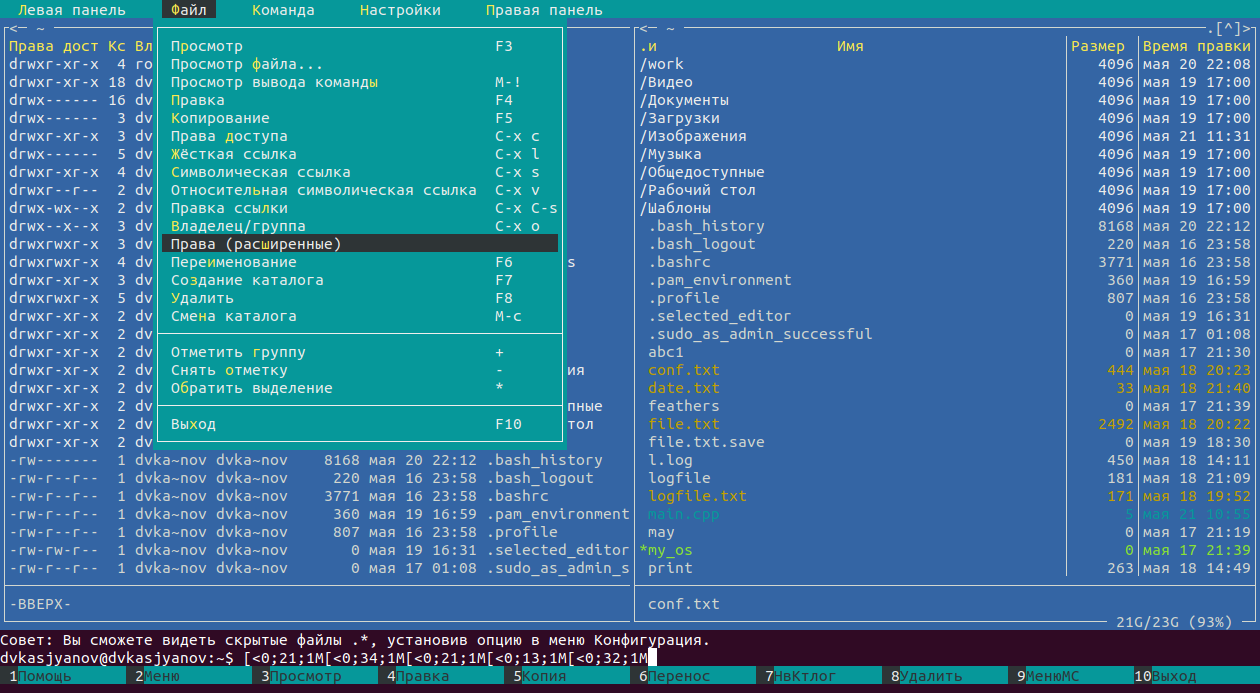 Левая панель Файл Команда Настройки Правая панель
<─ ~ <─ ~ .[^]>
Права дост Кс Вл .и Имя Размер Время правки
drwxr-xr-x 4 ro Просмотр F3 /work 4096 мая 20 22:08
drwxr-xr-x 18 dv Просмотр файла... /Видео 4096 мая 19 17:00
drwx------ 16 dv Просмотр вывода команды M-! /Документы 4096 мая 19 17:00
drwx------ 3 dv Правка F4 /Загрузки 4096 мая 19 17:00
drwxr-xr-x 3 dv Копирование F5 /Изображения 4096 мая 21 11:31
drwx------ 5 dv Права доступа C-x c /Музыка 4096 мая 19 17:00
drwxr-xr-x 4 dv Жёсткая ссылка C-x l /Общедоступные 4096 мая 19 17:00
drwxr--r-- 2 dv Символическая ссылка C-x s /Рабочий стол 4096 мая 19 17:00
drwx-wx--x 2 dv Относительная символическая ссылка C-x v /Шаблоны 4096 мая 19 17:00
drwx--x--x 3 dv Правка ссылки C-x C-s .bash_history 8168 мая 20 22:12
drwxrwxr-x 3 dv Владелец/группа C-x o .bash_logout 220 мая 16 23:58
drwxrwxr-x 4 dv Права (расширенные) s .bashrc 3771 мая 16 23:58
drwxr-xr-x 3 dv Переименование F6 .pam_environment 360 мая 19 16:59
drwxrwxr-x 5 dv Создание каталога F7 .profile 807 мая 16 23:58
drwxr-xr-x 2 dv Удалить F8 .selected_editor 0 мая 19 16:31
drwxr-xr-x 2 dv Смена каталога M-c .sudo_as_admin_successful 0 мая 17 01:08
drwxr-xr-x 2 dv abc1 0 мая 17 21:30
drwxr-xr-x 2 dv Отметить группу + ия conf.txt 444 мая 18 20:23
drwxr-xr-x 2 dv Снять отметку - date.txt 33 мая 18 21:40
drwxr-xr-x 2 dv Обратить выделение * пные feathers 0 мая 17 21:39
drwxr-xr-x 2 dv Выход F10 тол file.txt 2492 мая 18 20:22
drwxr-xr-x 2 dv file.txt.save 0 мая 19 18:30
-rw------- 1 dvka~nov dvka~nov 8168 мая 20 22:12 .bash_history l.log 450 мая 18 14:11
-rw-r--r-- 1 dvka~nov dvka~nov 220 мая 16 23:58 .bash_logout logfile 181 мая 18 21:09
-rw-r--r-- 1 dvka~nov dvka~nov 3771 мая 16 23:58 .bashrc logfile.txt 171 мая 18 19:52
-rw-r--r-- 1 dvka~nov dvka~nov 360 мая 19 16:59 .pam_environment main.cpp 5 мая 21 10:55
-rw-r--r-- 1 dvka~nov dvka~nov 807 мая 16 23:58 .profile may 0 мая 17 21:19
-rw-rw-r-- 1 dvka~nov dvka~nov 0 мая 19 16:31 .selected_editor *my_os 0 мая 17 21:39
-rw-r--r-- 1 dvka~nov dvka~nov 0 мая 17 01:08 .sudo_as_admin_s print 263 мая 18 14:49
-ВВЕРХ- conf.txt
21G/23G (93%)
Совет: Вы сможете видеть скрытые файлы .*, установив опцию в меню Конфигурация.
dvkasjyanov@dvkasjyanov:~$ [<0;21;1M[<0;34;1M[<0;21;1M[<0;13;1M[<0;32;1M
1Помощь 2Меню 3Просмотр 4Правка 5Копия 6Перенос 7НвКтлог 8Удалить 9МенюМС 10Выход